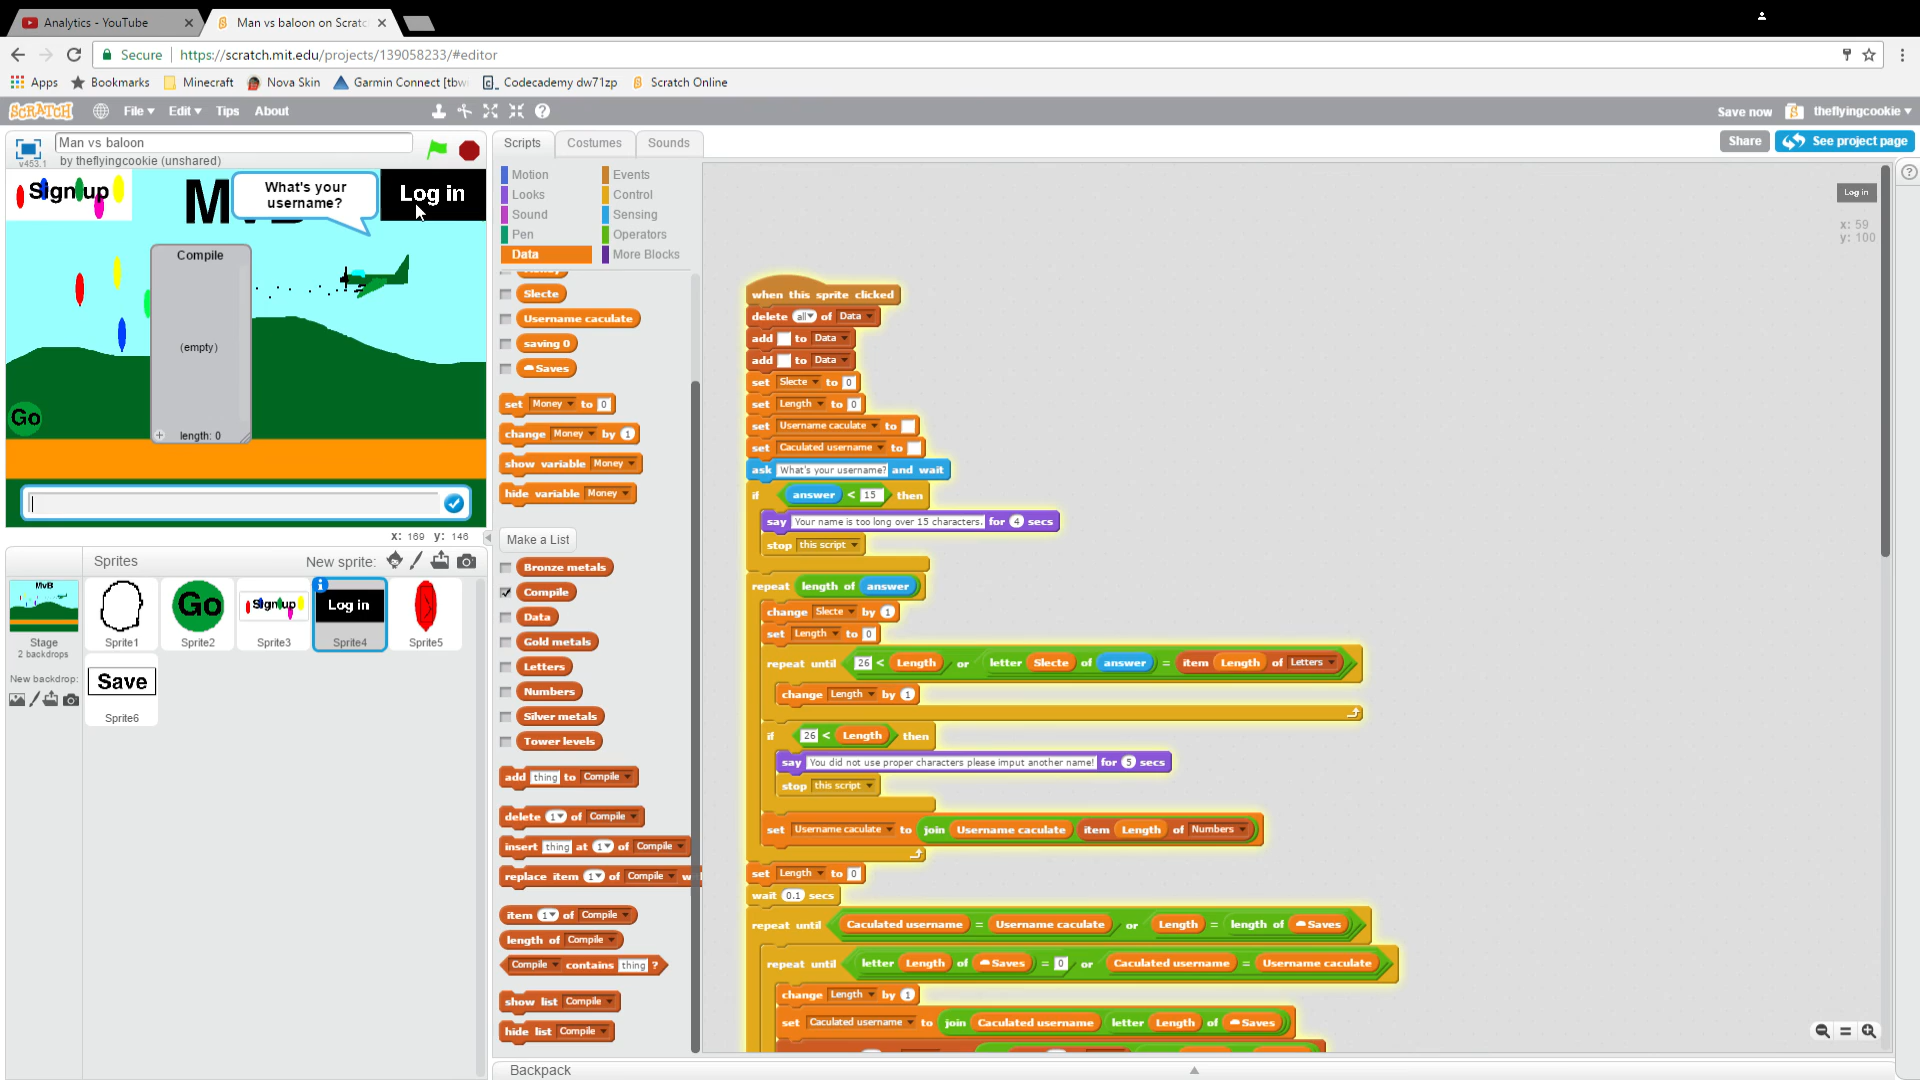 Analytics - YouTube
Man vs baloon on Scratc
Secure https://scratch.mit.edu/projects/139058233/#editor
Apps Bookmarks Minecraft Nova Skin Garmin Connect [tbw Codecademy dw71zp Scratch Online
SCRATCH File Edit Tips About Save now theflyingcookie
Man vs baloon
by theflyingcookie (unshared)
v453.1
Scripts Costumes Sounds
Share See project page
Sign up
MvB
What's your
username?
Log in
Compile
(empty)
length: 0
Go
x: 169 y: 146
Sprites New sprite:
MvB
Stage
2 backdrops
New backdrop:
Go
Sign up
Log in
Sprite1 Sprite2 Sprite3 Sprite4 Sprite5
Save
Sprite6
Motion Events
Looks Control
Sound Sensing
Pen Operators
Data More Blocks
Slecte
Username caculate
saving 0
Saves
set Money to 0
change Money by 1
show variable Money
hide variable Money
Make a List
Bronze metals
Compile
Data
Gold metals
Letters
Numbers
Silver metals
Tower levels
add thing to Compile
delete 1 of Compile
insert thing at 1 of Compile
replace item 1 of Compile w
item 1 of Compile
length of Compile
Compile contains thing ?
show list Compile
hide list Compile
Log in
x: 59
y: 100
when this sprite clicked
delete all of Data
add to Data
add to Data
set Slecte to 0
set Length to 0
set Username caculate to
set Caculated username to
ask What's your username? and wait
if answer < 15 then
say Your name is too long over 15 characters. for 4 secs
stop this script
repeat length of answer
change Slecte by 1
set Length to 0
repeat until 26 < Length or letter Slecte of answer = item Length of Letters
change Length by 1
if 26 < Length then
say You did not use proper characters please imput another name! for 5 secs
stop this script
set Username caculate to join Username caculate item Length of Numbers
set Length to 0
wait 0.1 secs
repeat until Caculated username = Username caculate or Length = length of Saves
repeat until letter Length of Saves = 0 or Caculated username = Username caculate
change Length by 1
set Caculated username to join Caculated username letter Length of Saves
Backpack